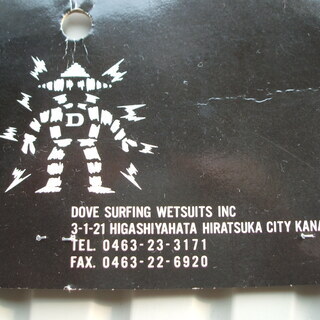 D
DOVE SURFING WETSUITS INC
3-1-21 HIGASHIYAHATA HIRATSUKA CITY KANA
TEL. 0463-23-3171
FAX. 0463-22-6920